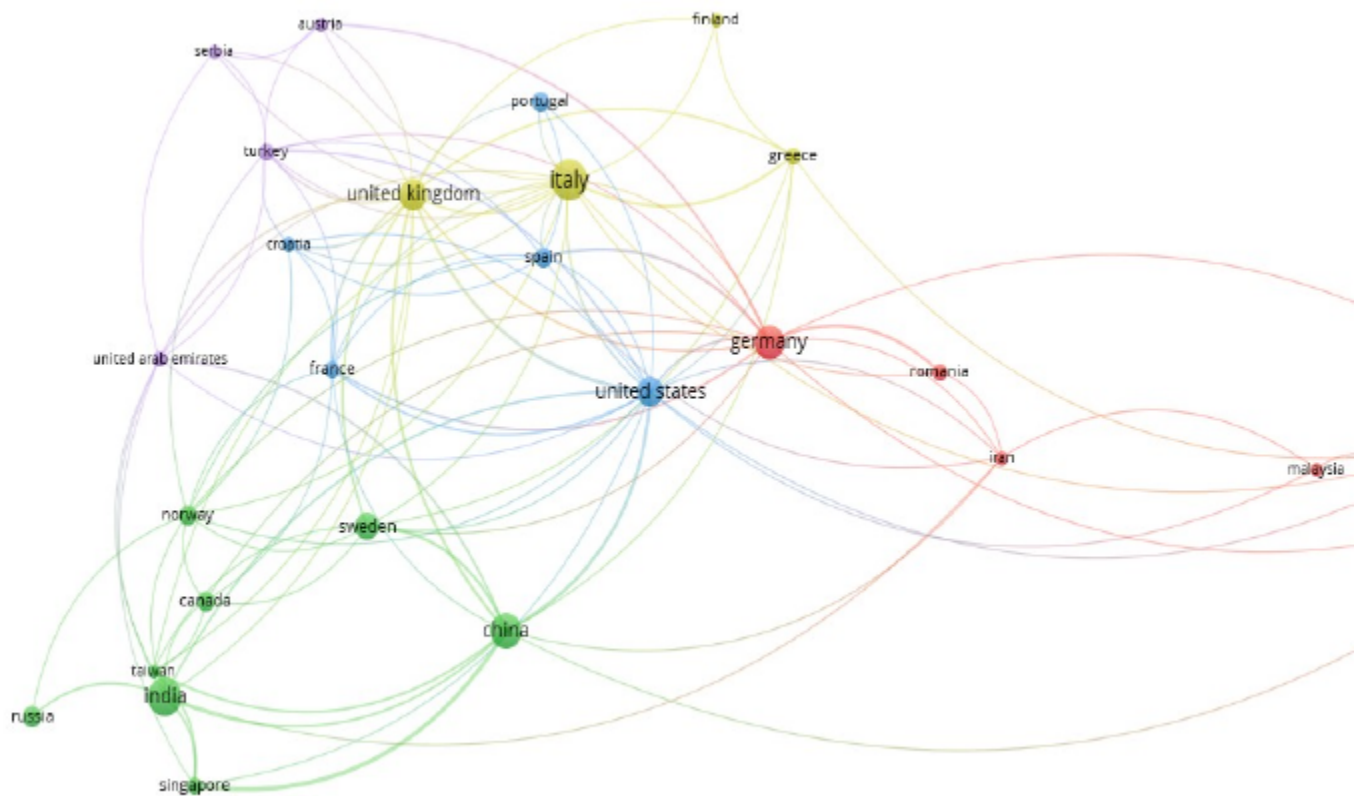 austria
finland
serbia
portugal
turkey
greece
italy
united kingdom
croatia
spain
germany
united arab emirates
france
romania
united states
iran
malaysia
norway
sweden
canada
china
taiwan
india
russia
singapore